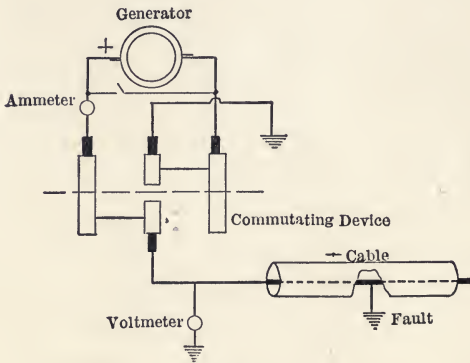 Generator
+
Ammeter
Commutating Device
Cable
Voltmeter
Fault